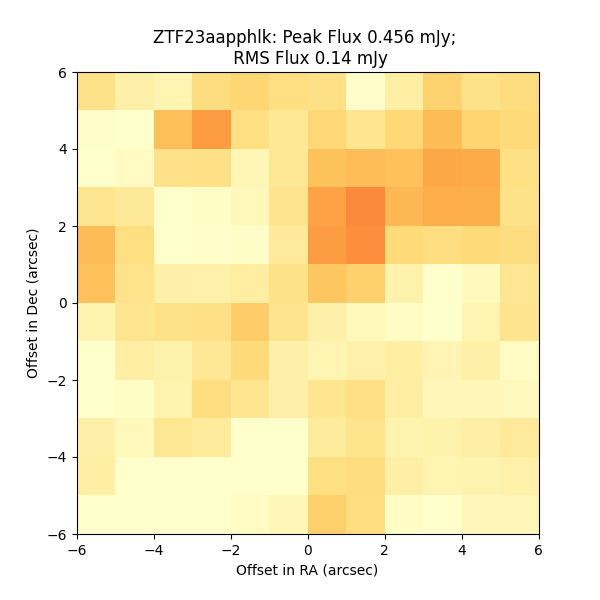 ZTF23aapphlk: Peak Flux 0.456 mJy;
RMS Flux 0.14 mJy
6
4
2
0
−2
−4
−6
Offset in Dec (arcsec)
−6 −4 −2 0 2 4 6
Offset in RA (arcsec)